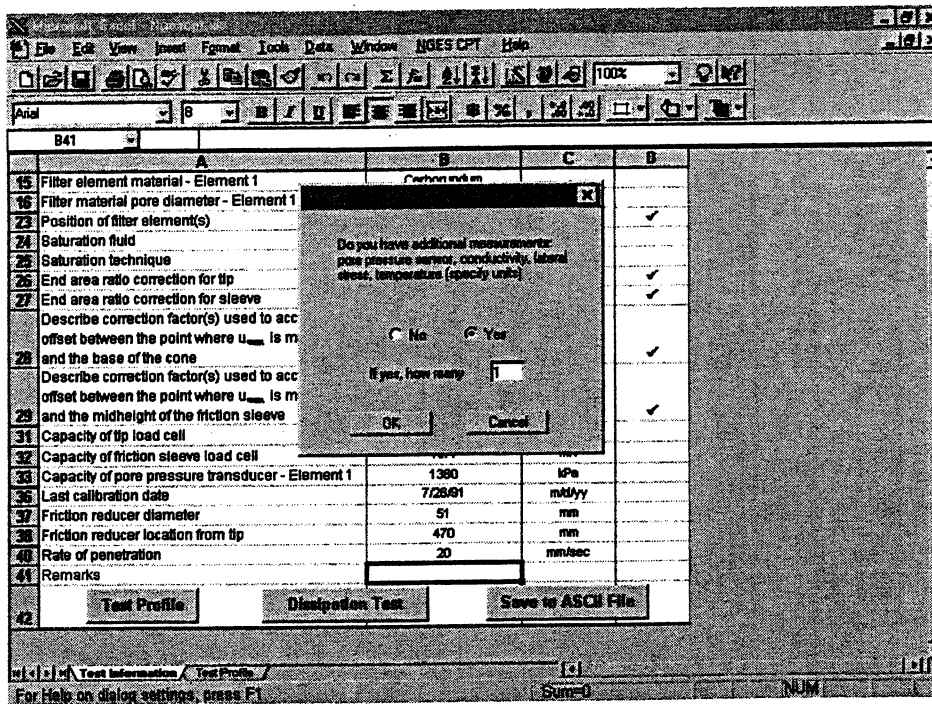 File Edit View Insert Format Tools Data Window NGES CPT Help
100%
Arial 8 B I U $ % ,
B41
A B C B
15 Filter element material - Element 1 Carborundum
16 Filter material pore diameter - Element 1
23 Position of filter element(s) ✓
24 Saturation fluid
25 Saturation technique
26 End area ratio correction for tip ✓
27 End area ratio correction for sleeve ✓
Describe correction factor(s) used to acc
offset between the point where u is m
28 and the base of the cone ✓
Describe correction factor(s) used to acc
offset between the point where u is m
29 and the midheight of the friction sleeve ✓
31 Capacity of tip load cell
32 Capacity of friction sleeve load cell
33 Capacity of pore pressure transducer - Element 1 1380 kPa
36 Last calibration date 7/28/91 m/d/yy
37 Friction reducer diameter 51 mm
38 Friction reducer location from tip 470 mm
40 Rate of penetration 20 mm/sec
41 Remarks
42 Test Profile Dissipation Test Save to ASCII File
Do you have additional measurements:
pore pressure sensor, conductivity, lateral
stress, temperature (specify units)
No Yes
If yes, how many 1
OK Cancel
Test Information Test Profile
For Help on dialog settings, press F1 Sum=0 NUM